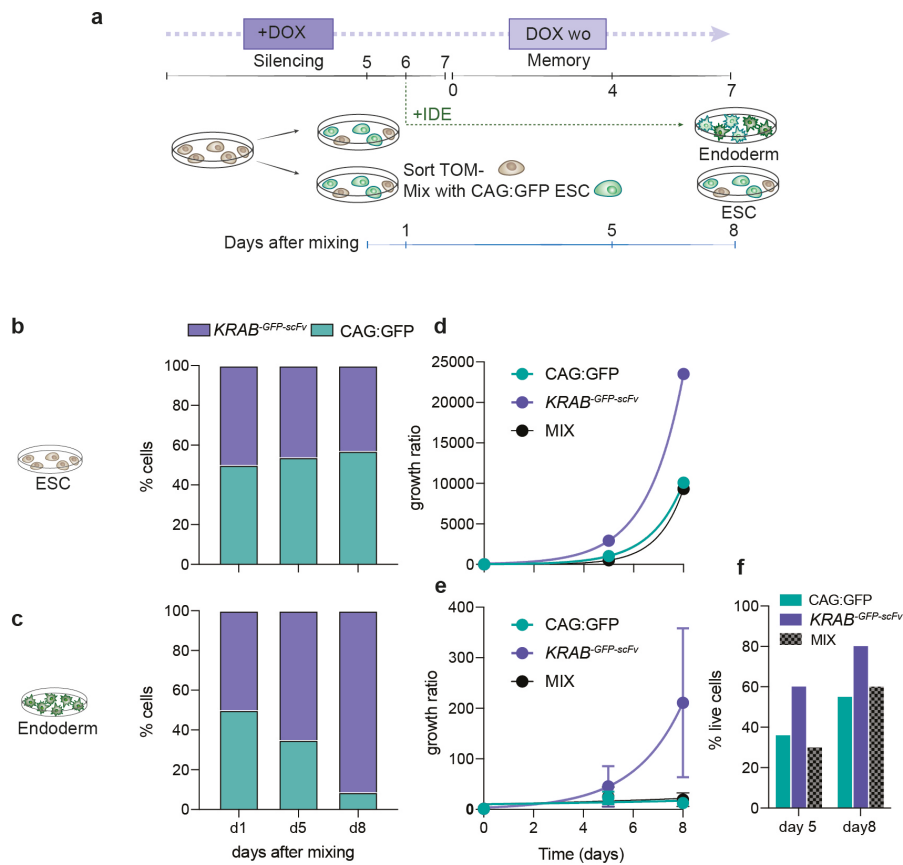 a
+DOX
DOX wo
Silencing
Memory
5 6 7
0 4 7
+IDE
Endoderm
Sort TOM-
Mix with CAG:GFP ESC
ESC
1 5 8
Days after mixing
b
KRAB-GFP-scFv CAG:GFP
100
80
60
40
20
0
% cells
ESC
d
25000
20000
15000
10000
5000
0
growth ratio
CAG:GFP
KRAB-GFP-scFv
MIX
c
100
80
60
40
20
0
% cells
Endoderm
d1 d5 d8
days after mixing
e
400
300
200
100
0
growth ratio
CAG:GFP
KRAB-GFP-scFv
MIX
0 2 4 6 8
Time (days)
f
CAG:GFP
KRAB-GFP-scFv
MIX
100
80
60
40
20
0
% live cells
day 5 day8